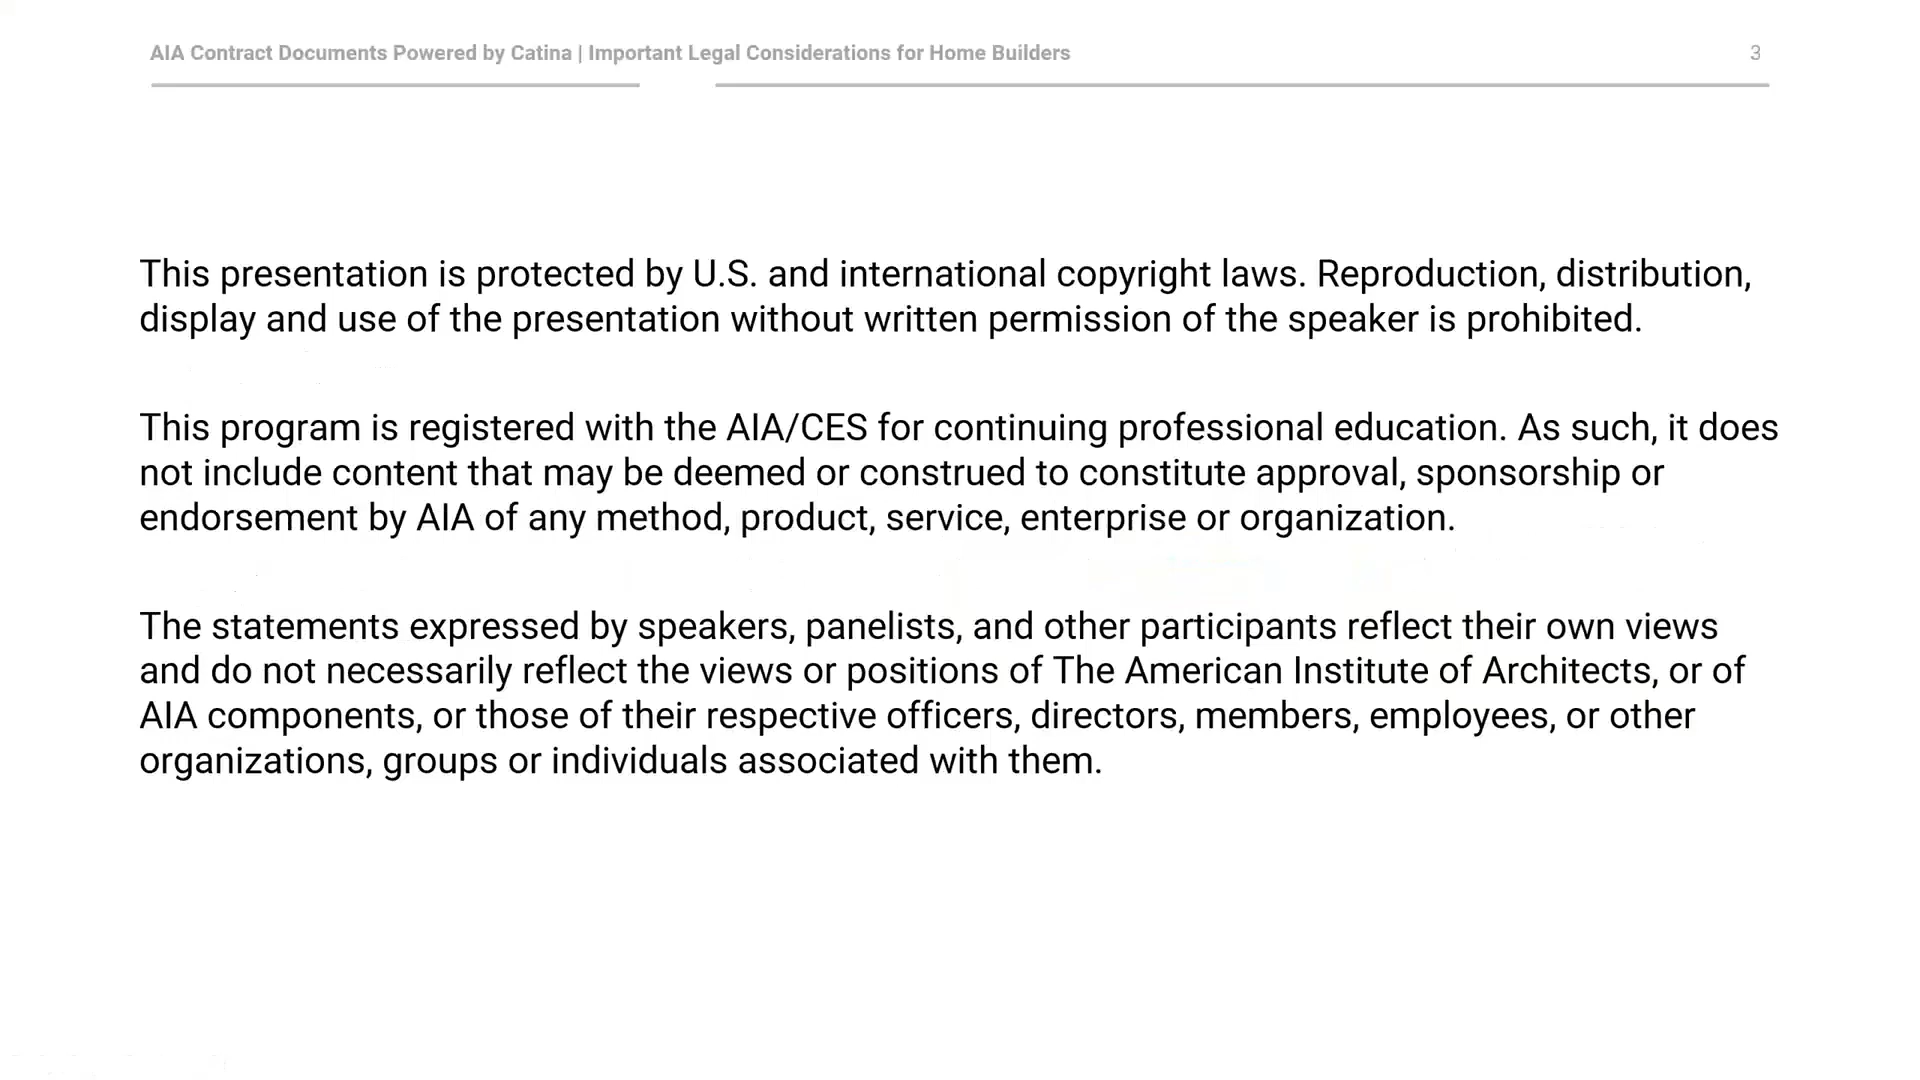 AIA Contract Documents Powered by Catina | Important Legal Considerations for Home Builders
3
This presentation is protected by U.S. and international copyright laws. Reproduction, distribution,
display and use of the presentation without written permission of the speaker is prohibited.
This program is registered with the AIA/CES for continuing professional education. As such, it does
not include content that may be deemed or construed to constitute approval, sponsorship or
endorsement by AIA of any method, product, service, enterprise or organization.
The statements expressed by speakers, panelists, and other participants reflect their own views
and do not necessarily reflect the views or positions of The American Institute of Architects, or of
AIA components, or those of their respective officers, directors, members, employees, or other
organizations, groups or individuals associated with them.